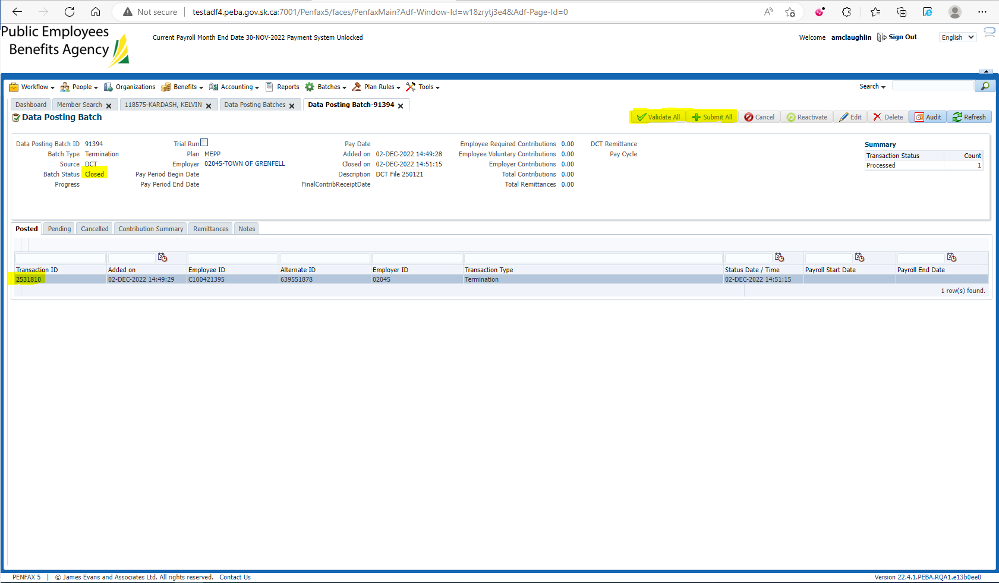 Not secure | testadf4.peba.gov.sk.ca:7001/Penfax5/faces/PenfaxMain?Adf-Window-Id=w18zrytj3e4&Adf-Page-Id=0
Public Employees
Benefits Agency
Current Payroll Month End Date 30-NOV-2022 Payment System Unlocked
Welcome amclaughlin Sign Out English
Workflow People Organizations Benefits Accounting Reports Batches Plan Rules Tools Search
Dashboard Member Search 118575-KARDASH, KELVIN Data Posting Batches Data Posting Batch-91394
Data Posting Batch Validate All Submit All Cancel Reactivate Edit Delete Audit Refresh
Data Posting Batch ID 91394 Trial Run Pay Date Employee Required Contributions 0.00 DCT Remittance Summary
Batch Type Termination Plan MEPP Added on 02-DEC-2022 14:49:28 Employee Voluntary Contributions 0.00 Pay Cycle Transaction Status Count
Source DCT Employer 02045-TOWN OF GRENFELL Closed on 02-DEC-2022 14:51:15 Employer Contributions 0.00 Processed 1
Batch Status Closed Pay Period Begin Date Description DCT File 250121 Total Contributions 0.00
Progress Pay Period End Date FinalContribReceiptDate Total Remittances 0.00
Posted Pending Cancelled Contribution Summary Remittances Notes
Transaction ID Added on Employee ID Alternate ID Employer ID Transaction Type Status Date / Time Payroll Start Date Payroll End Date
2531810 02-DEC-2022 14:49:29 C100421395 639551878 02045 Termination 02-DEC-2022 14:51:15
1 row(s) found.
PENFAX 5 | © James Evans and Associates Ltd. All rights reserved. Contact Us Version 22.4.1.PEBA.RQA1.e13b0ee0